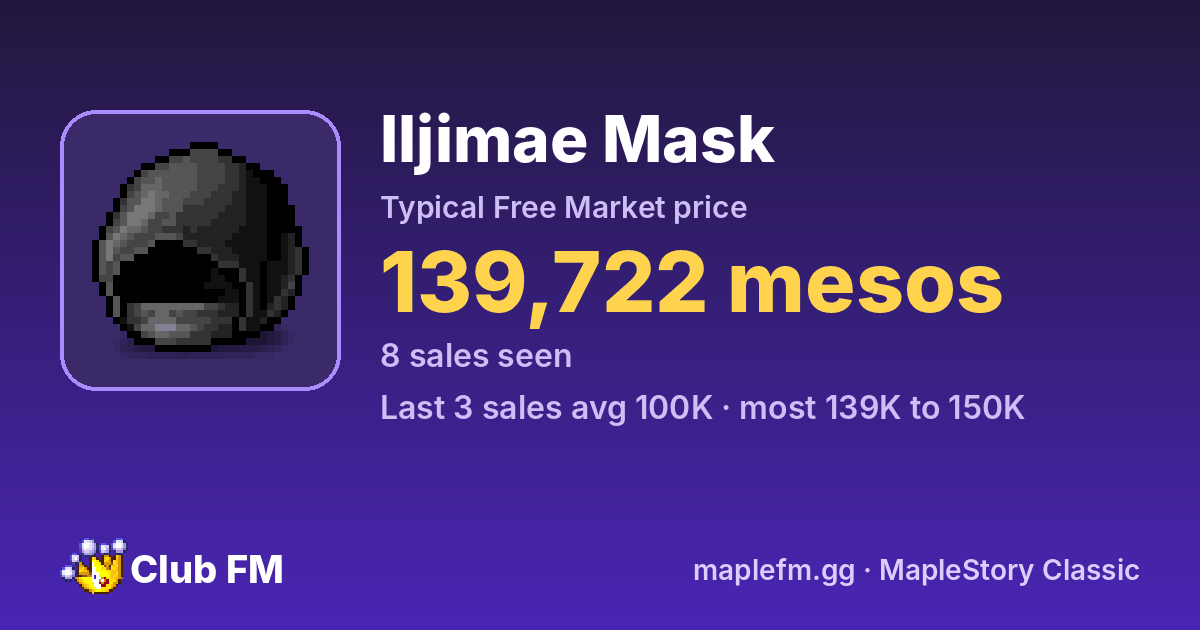 Iljimae Mask
Typical Free Market price
139,722 mesos
8 sales seen
Last 3 sales avg 100K · most 139K to 150K
Club FM
maplefm.gg · MapleStory Classic